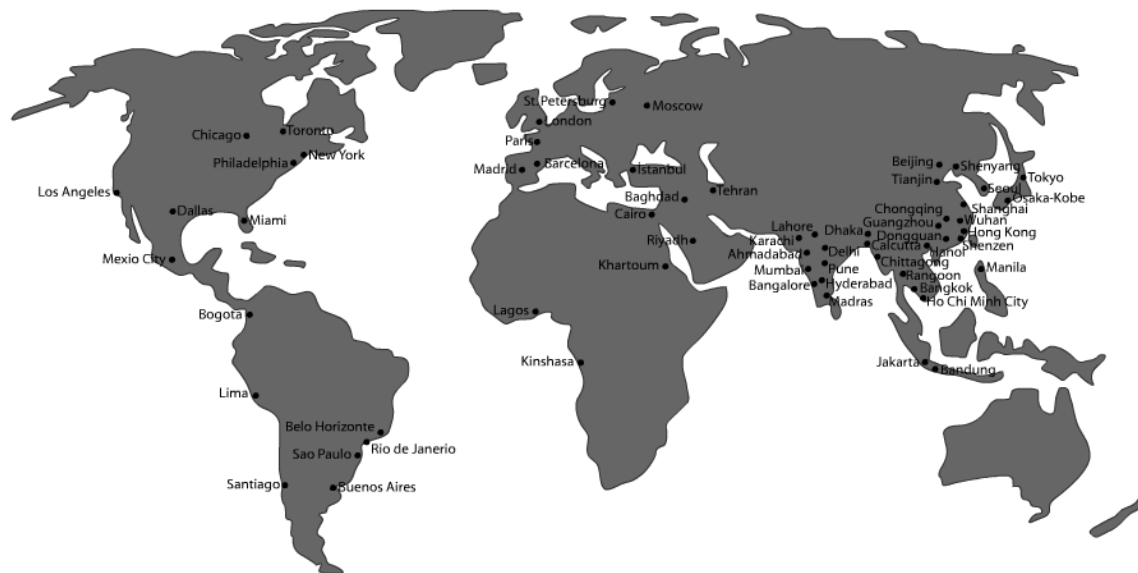 St. Petersburg
Moscow
London
Chicago
Toronto
Paris
New York
Philadelphia
Barcelona
Madrid
İstanbul
Beijing
Shenyang
Tianjin
Tokyo
Los Angeles
Tehran
Seoul
Baghdad
Osaka-Kobe
Dallas
Cairo
Chongqing
Shanghai
Miami
Guangzhou
Wuhan
Lahore
Dhaka
Hong Kong
Riyadh
Karachi
Dongguan
Shenzen
Ahmadabad
Delhi
Calcutta
Hanoi
Mexio City
Khartoum
Chittagong
Mumbai
Pune
Rangoon
Manila
Bangalore
Hyderabad
Bangkok
Madras
Ho Chi Minh City
Bogota
Lagos
Kinshasa
Jakarta
Bandung
Lima
Belo Horizonte
Rio de Janerio
Sao Paulo
Santiago
Buenos Aires